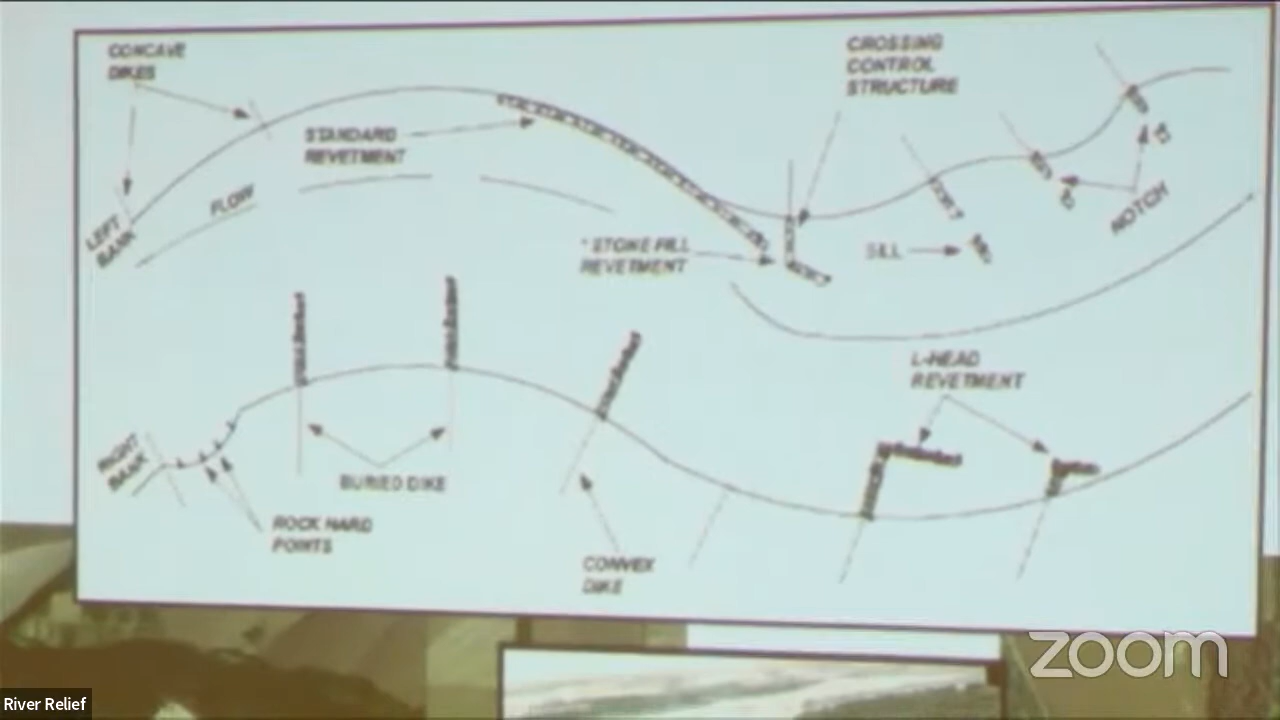 CONCAVE
DIKES
CROSSING
CONTROL
STRUCTURE
STANDARD
REVETMENT
FLOW
LEFT
BANK
* STONE FILL
REVETMENT
SILL
NOTCH
L-HEAD
REVETMENT
RIGHT
BANK
BURIED DIKE
ROCK HARD
POINTS
CONVEX
DIKE
zoom
River Relief